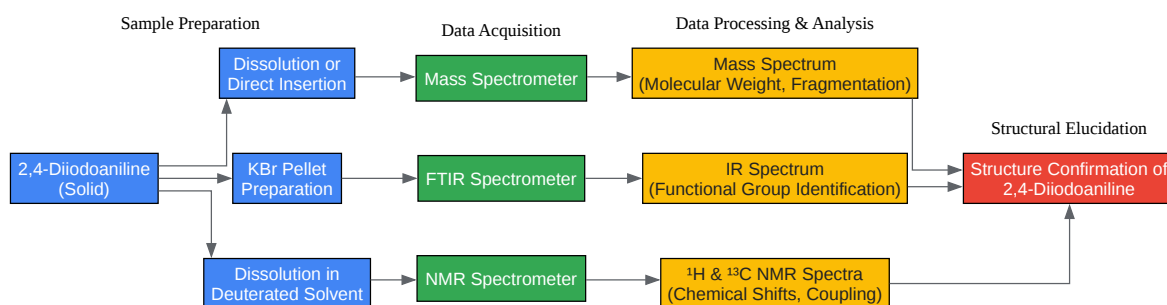 Sample Preparation
Data Acquisition
Data Processing & Analysis
Dissolution or
Direct Insertion
Mass Spectrometer
Mass Spectrum
(Molecular Weight, Fragmentation)
Structural Elucidation
2,4-Diiodoaniline
(Solid)
KBr Pellet
Preparation
FTIR Spectrometer
IR Spectrum
(Functional Group Identification)
Structure Confirmation of
2,4-Diiodoaniline
Dissolution in
Deuterated Solvent
NMR Spectrometer
¹H & ¹³C NMR Spectra
(Chemical Shifts, Coupling)